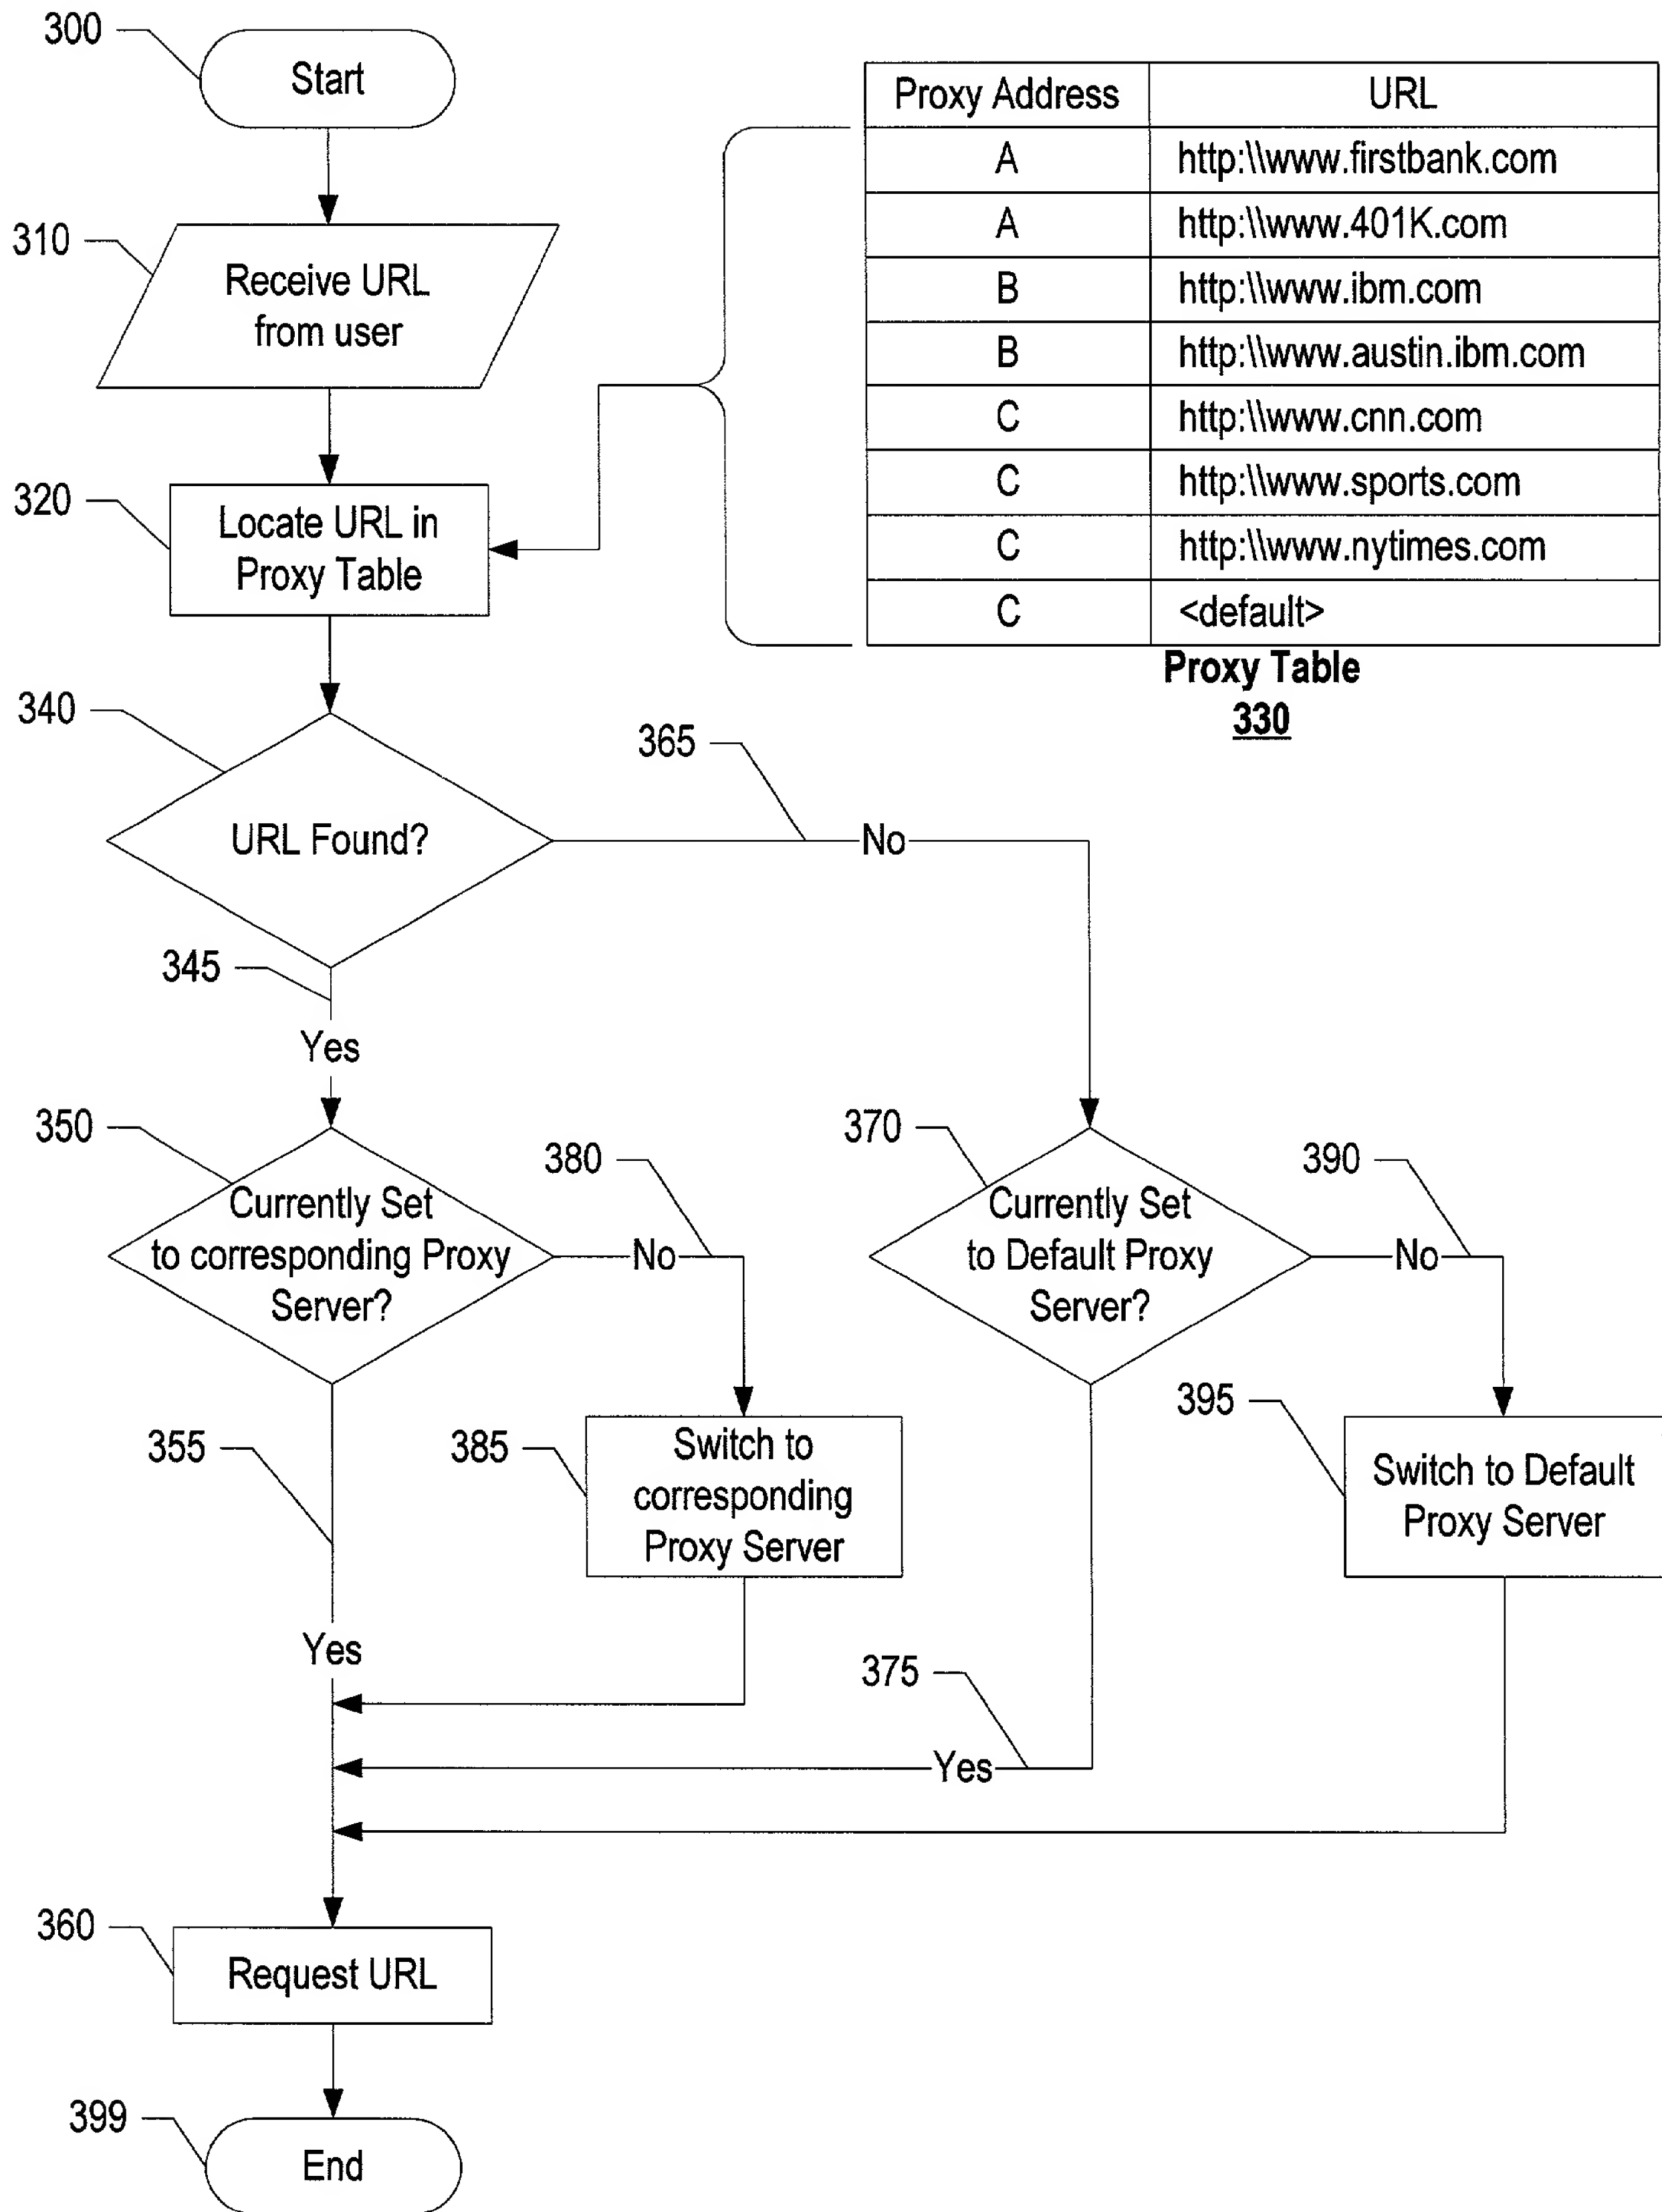 300
Start
Proxy Address URL
A http:\\www.firstbank.com
A http:\\www.401K.com
B http:\\www.ibm.com
B http:\\www.austin.ibm.com
C http:\\www.cnn.com
C http:\\www.sports.com
C http:\\www.nytimes.com
C <default>
Proxy Table
330
310
Receive URL
from user
320
Locate URL in
Proxy Table
340
URL Found?
365
No
345
Yes
350
Currently Set
to corresponding Proxy
Server?
380
No
370
Currently Set
to Default Proxy
Server?
390
No
355
385
Switch to
corresponding
Proxy Server
395
Switch to Default
Proxy Server
Yes
375
Yes
360
Request URL
399
End